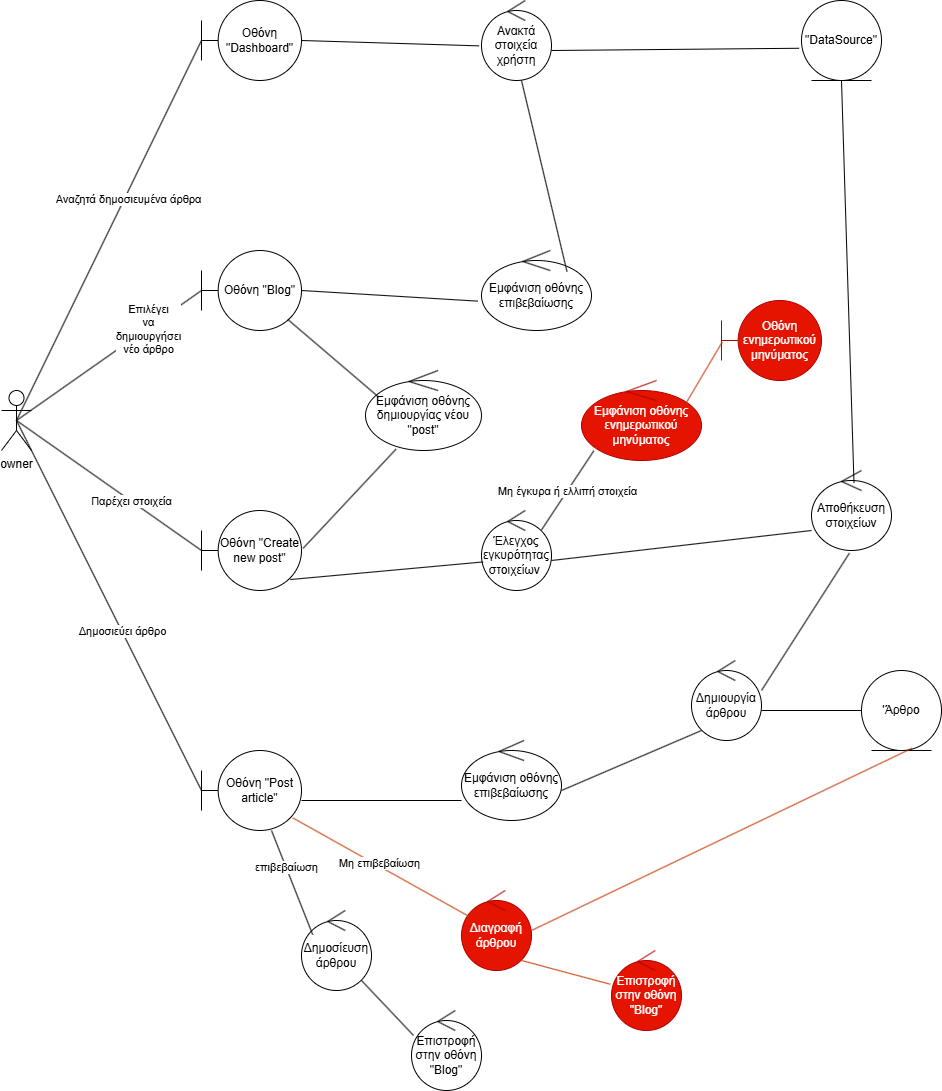 Οθόνη
"Dashboard"
Ανακτά
στοιχεία
χρήστη
"DataSource"
Αναζητά δημοσιευμένα άρθρα
Οθόνη "Blog"
Εμφάνιση οθόνης
επιβεβαίωσης
Επιλέγει
να
δημιουργήσει
νέο άρθρο
Οθόνη
ενημερωτικού
μηνύματος
Εμφάνιση οθόνης
δημιουργίας νέου
"post"
Εμφάνιση οθόνης
ενημερωτικού
μηνύματος
owner
Παρέχει στοιχεία
Μη έγκυρα ή ελλιπή στοιχεία
Αποθήκευση
στοιχείων
Οθόνη "Create
new post"
Έλεγχος
εγκυρότητας
στοιχείων
Δημοσιεύει άρθρο
Δημιουργία
άρθρου
"Άρθρο
Οθόνη "Post
article"
Εμφάνιση οθόνης
επιβεβαίωσης
επιβεβαίωση
Μη επιβεβαίωση
Διαγραφή
άρθρου
Δημοσίευση
άρθρου
Επιστροφή
στην οθόνη
"Blog"
Επιστροφή
στην οθόνη
"Blog"